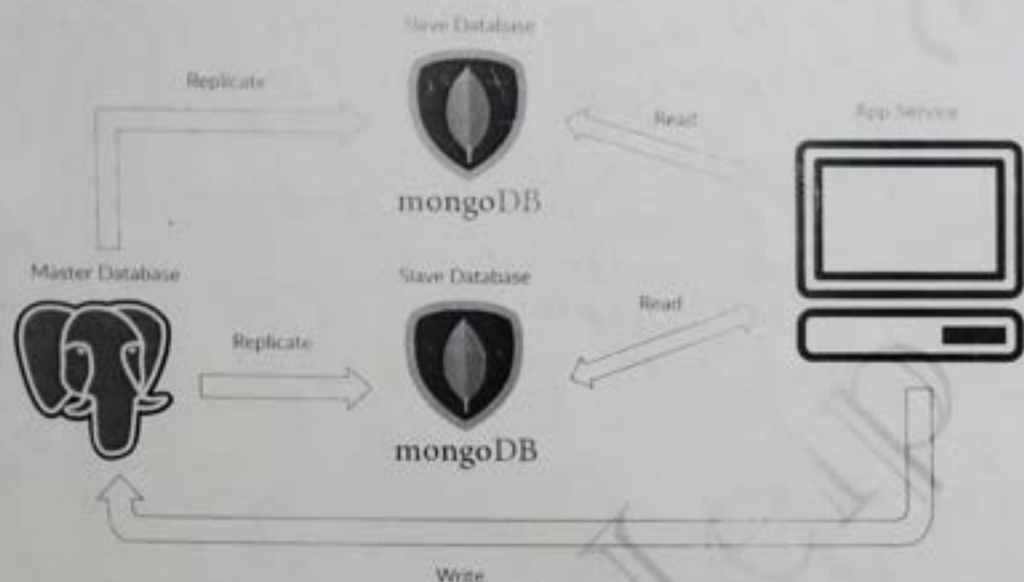 Slave Database
Replicate
Read
App Service
mongoDB
Master Database
Slave Database
Replicate
Read
mongoDB
Write